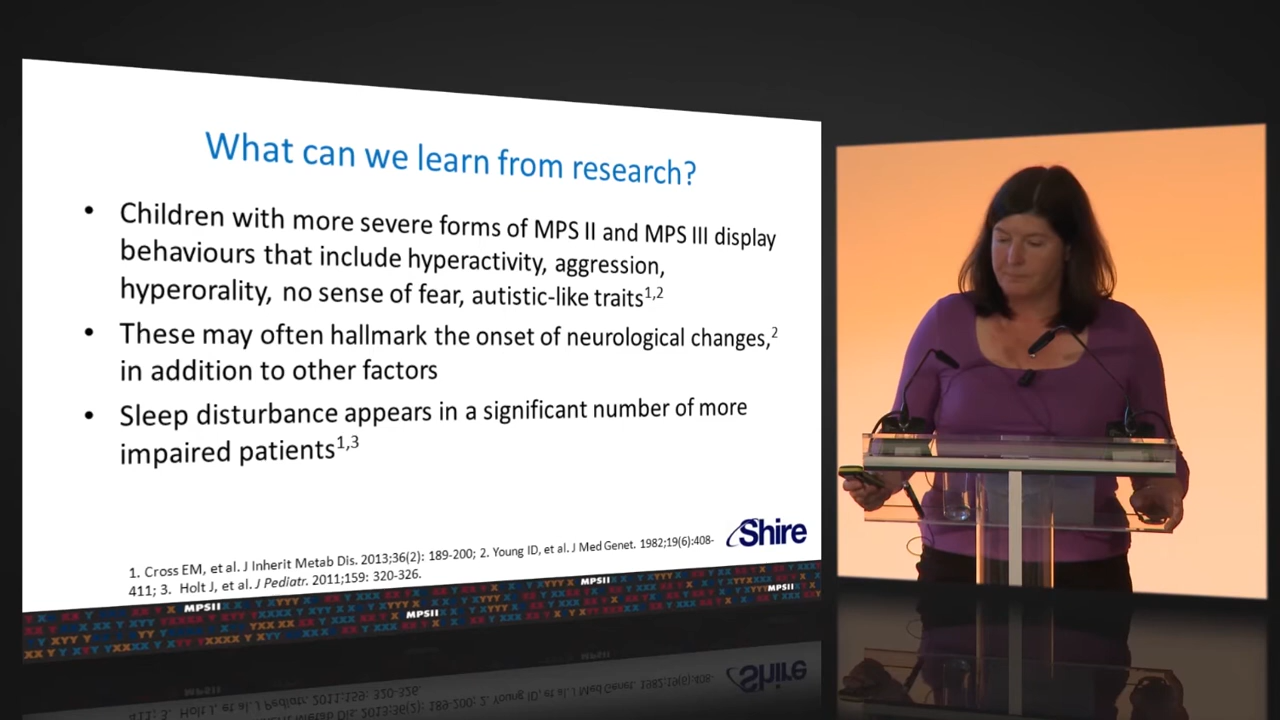 What can we learn from research?
• Children with more severe forms of MPS II and MPS III display
behaviours that include hyperactivity, aggression,
hyperorality, no sense of fear, autistic-like traits1,2
• These may often hallmark the onset of neurological changes,2
in addition to other factors
• Sleep disturbance appears in a significant number of more
impaired patients1,3
Shire
1. Cross EM, et al. J Inherit Metab Dis. 2013;36(2): 189-200; 2. Young ID, et al. J Med Genet. 1982;19(6):408-
411; 3. Holt J, et al. J Pediatr. 2011;159: 320-326.
MPSII
MPSII
MPSII